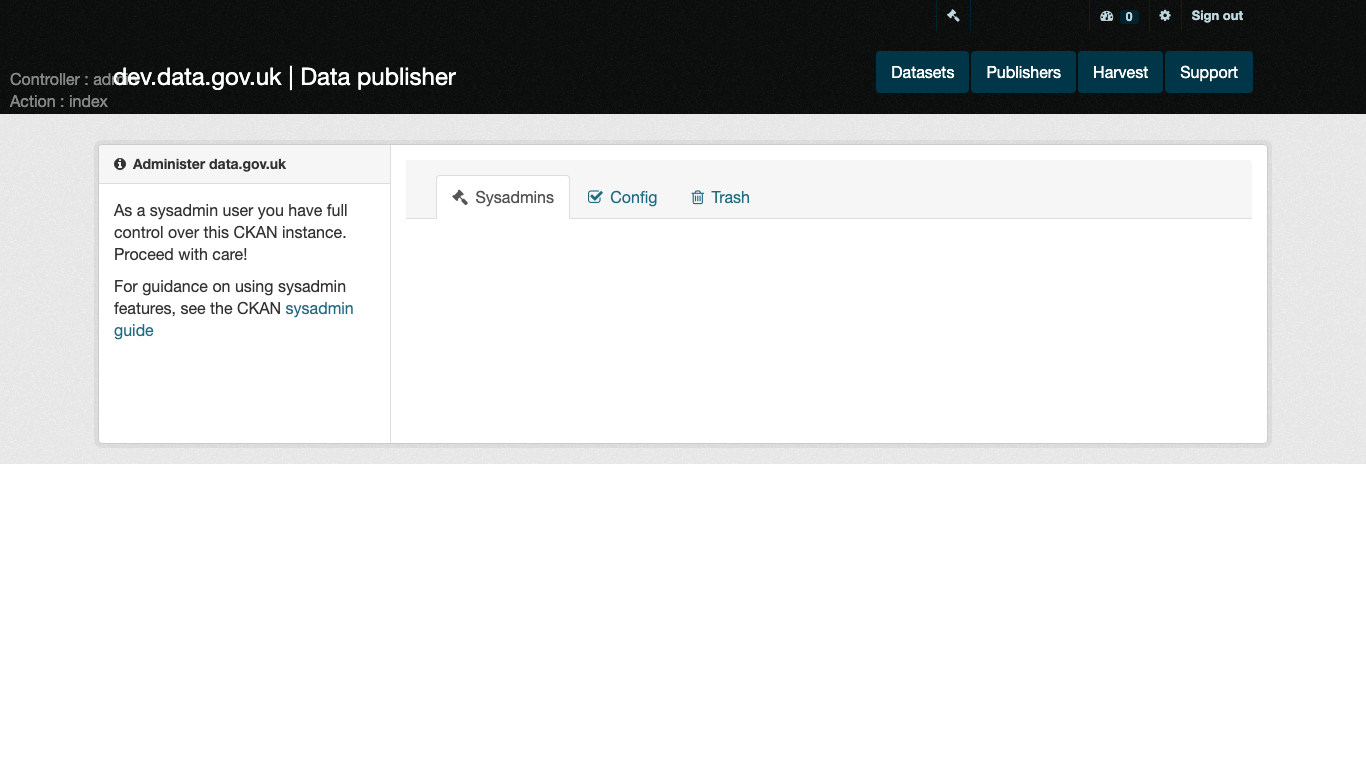 0
Sign out
Controller : adm
dev.data.gov.uk | Data publisher
Action : index
Datasets
Publishers
Harvest
Support
Administer data.gov.uk
As a sysadmin user you have full
control over this CKAN instance.
Proceed with care!
For guidance on using sysadmin
features, see the CKAN sysadmin
guide
Sysadmins
Config
Trash